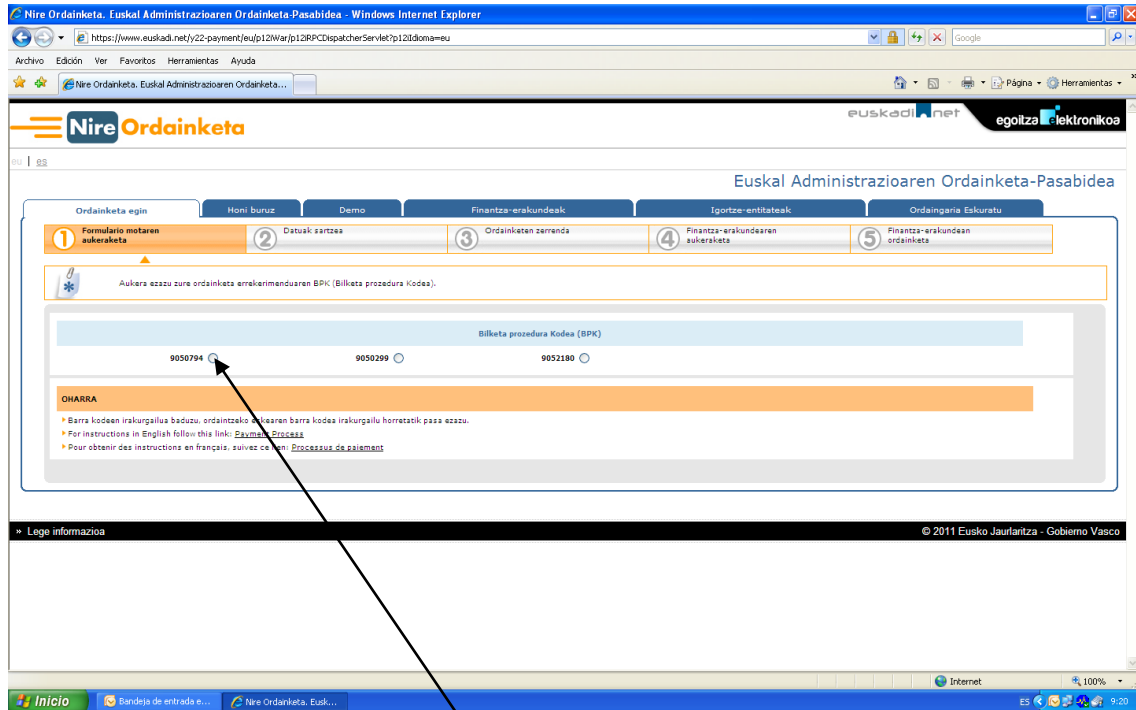 Nire Ordainketa. Euskal Administrazioaren Ordainketa-Pasabidea - Windows Internet Explorer
https://www.euskadi.net/y22-payment/eu/p12iWar/p12iRPCDispatcherServlet?p12iIdioma=eu
Google
Archivo Edición Ver Favoritos Herramientas Ayuda
Nire Ordainketa. Euskal Administrazioaren Ordainketa...
Página Herramientas
euskadi net
egoitza elektronikoa
Nire Ordainketa
eu | es
Euskal Administrazioaren Ordainketa-Pasabidea
Ordainketa egin Honi buruz Demo Finantza-erakundeak Igortze-entitateak Ordaingaria Eskuratu
1 Formulario motaren aukeraketa
2 Datuak sartzea
3 Ordainketen zerrenda
4 Finantza-erakundearen aukeraketa
5 Finantza-erakundean ordainketa
Aukera ezazu zure ordainketa errekerimenduaren BPK (Bilketa prozedura Kodea).
Bilketa prozedura Kodea (BPK)
9050794 9050299 9052180
OHARRA
Barra kodeen irakurgailua baduzu, ordaintzeko eskearen barra kodea irakurgailu horretatik pasa ezazu.
For instructions in English follow this link: Payment Process
Pour obtenir des instructions en français, suivez ce lien: Processus de paiement
» Lege informazioa
© 2011 Eusko Jaurlaritza - Gobierno Vasco
Internet 100%
Inicio Bandeja de entrada e... Nire Ordainketa. Eusk... ES 9:20